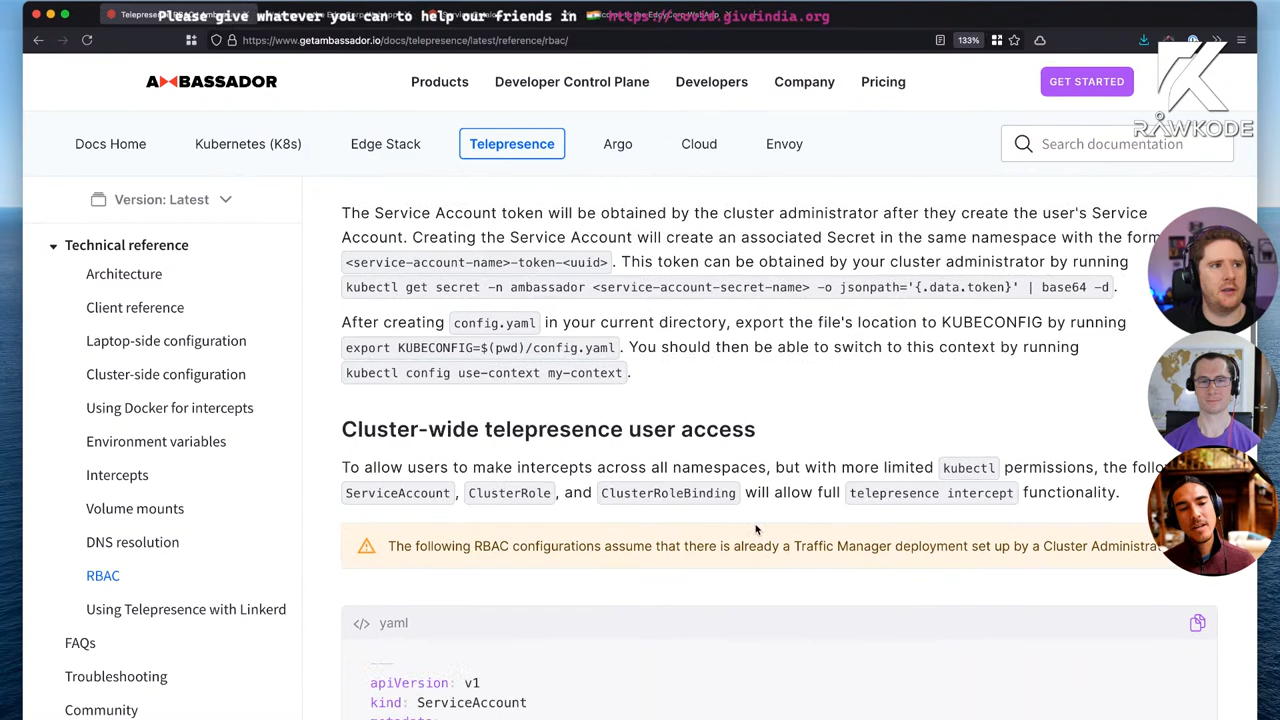 Please give whatever you can to help our friends in
giveindia.org
https://www.getambassador.io/docs/telepresence/latest/reference/rbac/
133%
AMBASSADOR
Products
Developer Control Plane
Developers
Company
Pricing
GET STARTED
RAWKODE
Docs Home
Kubernetes (K8s)
Edge Stack
Telepresence
Argo
Cloud
Envoy
Search documentation
Version: Latest
Technical reference
Architecture
Client reference
Laptop-side configuration
Cluster-side configuration
Using Docker for intercepts
Environment variables
Intercepts
Volume mounts
DNS resolution
RBAC
Using Telepresence with Linkerd
FAQs
Troubleshooting
Community
The Service Account token will be obtained by the cluster administrator after they create the user's Service
Account. Creating the Service Account will create an associated Secret in the same namespace with the form
<service-account-name>-token-<uuid>. This token can be obtained by your cluster administrator by running
kubectl get secret -n ambassador <service-account-secret-name> -o jsonpath='{.data.token}' | base64 -d.
After creating config.yaml in your current directory, export the file's location to KUBECONFIG by running
export KUBECONFIG=$(pwd)/config.yaml. You should then be able to switch to this context by running
kubectl config use-context my-context.
Cluster-wide telepresence user access
To allow users to make intercepts across all namespaces, but with more limited kubectl permissions, the
ServiceAccount, ClusterRole, and ClusterRoleBinding will allow full telepresence intercept functionality.
The following RBAC configurations assume that there is already a Traffic Manager deployment set up by a Cluster
</> yaml
---
apiVersion: v1
kind: ServiceAccount